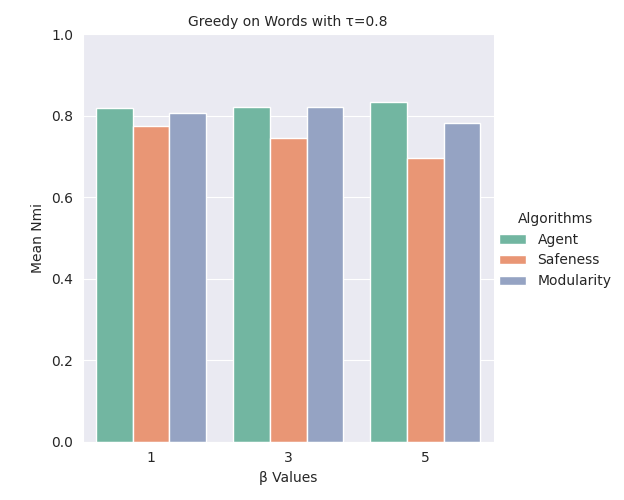 Greedy on Words with τ=0.8
1.0
0.8
0.6
0.4
0.2
0.0
Mean Nmi
1 3 5
β Values
Algorithms
Agent
Safeness
Modularity